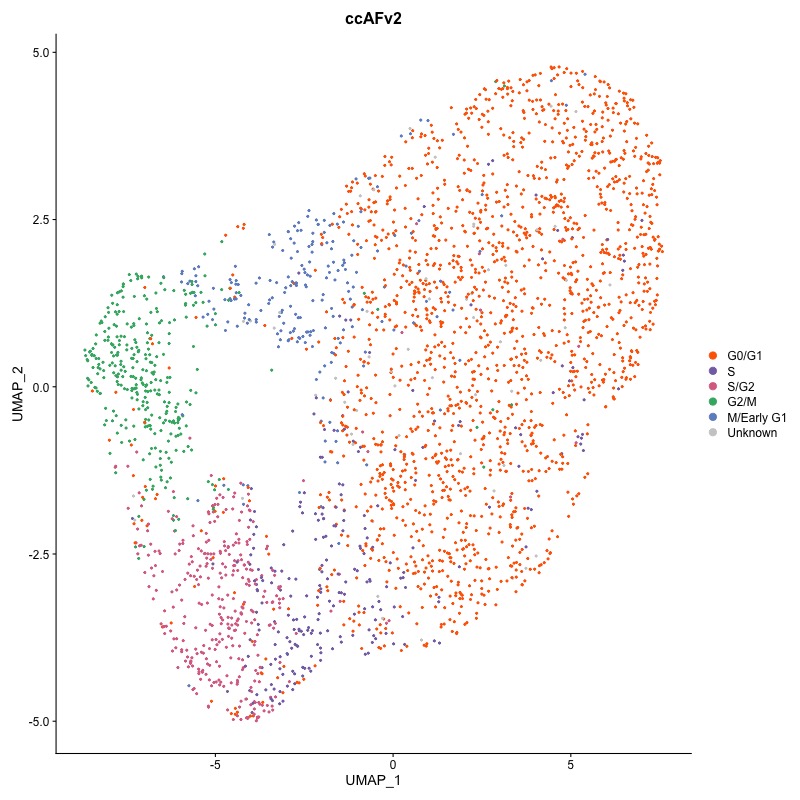 ccAFv2
5.0
2.5
0.0
-2.5
-5.0
UMAP_2
-5
0
5
UMAP_1
G0/G1
S
S/G2
G2/M
M/Early G1
Unknown